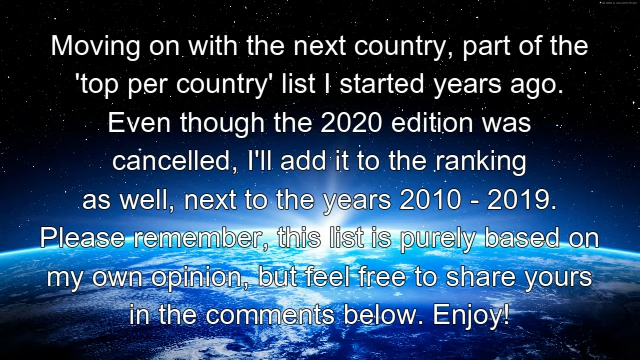 Moving on with the next country, part of the
'top per country' list I started years ago.
Even though the 2020 edition was
cancelled, I'll add it to the ranking
as well, next to the years 2010 - 2019.
Please remember, this list is purely based on
my own opinion, but feel free to share yours
in the comments below. Enjoy!